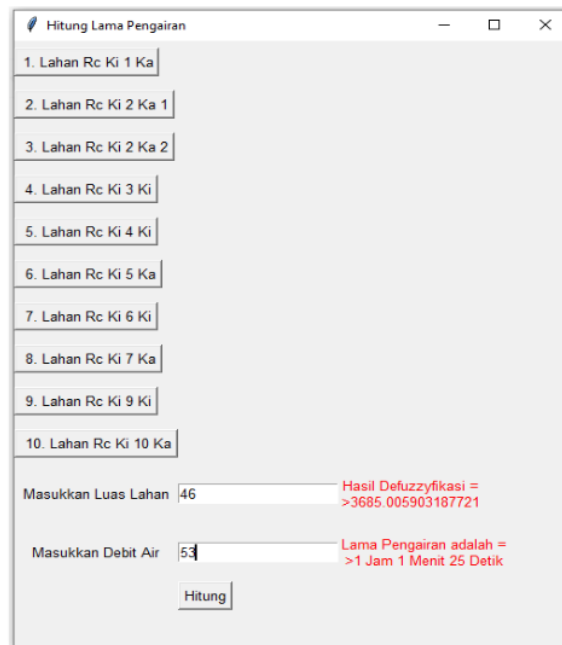 Hitung Lama Pengairan
1. Lahan Rc Ki 1 Ka
2. Lahan Rc Ki 2 Ka 1
3. Lahan Rc Ki 2 Ka 2
4. Lahan Rc Ki 3 Ki
5. Lahan Rc Ki 4 Ki
6. Lahan Rc Ki 5 Ka
7. Lahan Rc Ki 6 Ki
8. Lahan Rc Ki 7 Ka
9. Lahan Rc Ki 9 Ki
10. Lahan Rc Ki 10 Ka
Masukkan Luas Lahan 46
Hasil Defuzzyfikasi =
>3685.005903187721
Masukkan Debit Air 53
Lama Pengairan adalah =
>1 Jam 1 Menit 25 Detik
Hitung